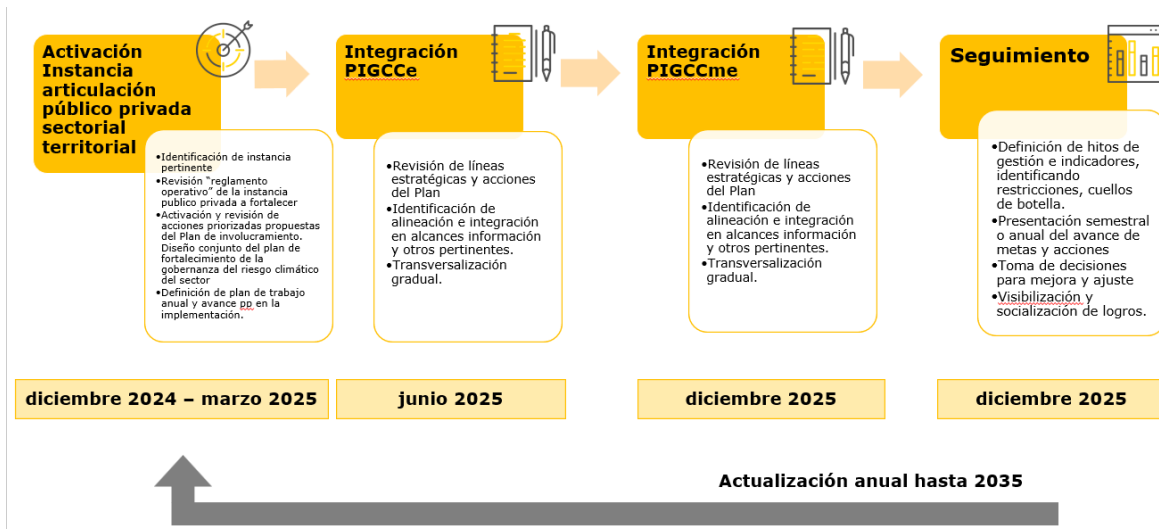 Activación
Instancia
articulación
público privada
sectorial
territorial
•Identificación de instancia
pertinente
•Revisión “reglamento
operativo” de la instancia
publico privada a fortalecer
•Activación y revisión de
acciones priorizadas propuestas
del Plan de involucramiento.
Diseño conjunto del plan de
fortalecimiento de la
gobernanza del riesgo climático
del sector
•Definición de plan de trabajo
anual y avance pp en la
implementación.
diciembre 2024 – marzo 2025
Integración
PIGCCe
•Revisión de líneas
estratégicas y acciones
del Plan
•Identificación de
alineación e integración
en alcances información
y otros pertinentes.
•Transversalización
gradual.
junio 2025
Integración
PIGCCme
•Revisión de líneas
estratégicas y acciones
del Plan
•Identificación de
alineación e integración
en alcances información
y otros pertinentes.
•Transversalización
gradual.
diciembre 2025
Seguimiento
•Definición de hitos de
gestión e indicadores,
identificando
restricciones, cuellos
de botella.
•Presentación semestral
o anual del avance de
metas y acciones
•Toma de decisiones
para mejora y ajuste
•Visibilización y
socialización de logros.
diciembre 2025
Actualización anual hasta 2035